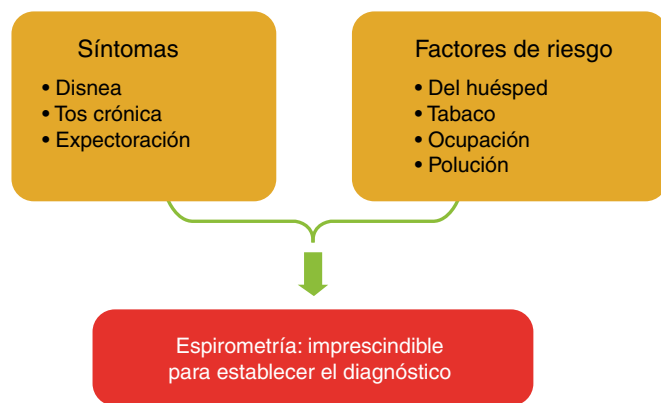 Síntomas
• Disnea
• Tos crónica
• Expectoración
Factores de riesgo
• Del huésped
• Tabaco
• Ocupación
• Polución
Espirometría: imprescindible
para establecer el diagnóstico